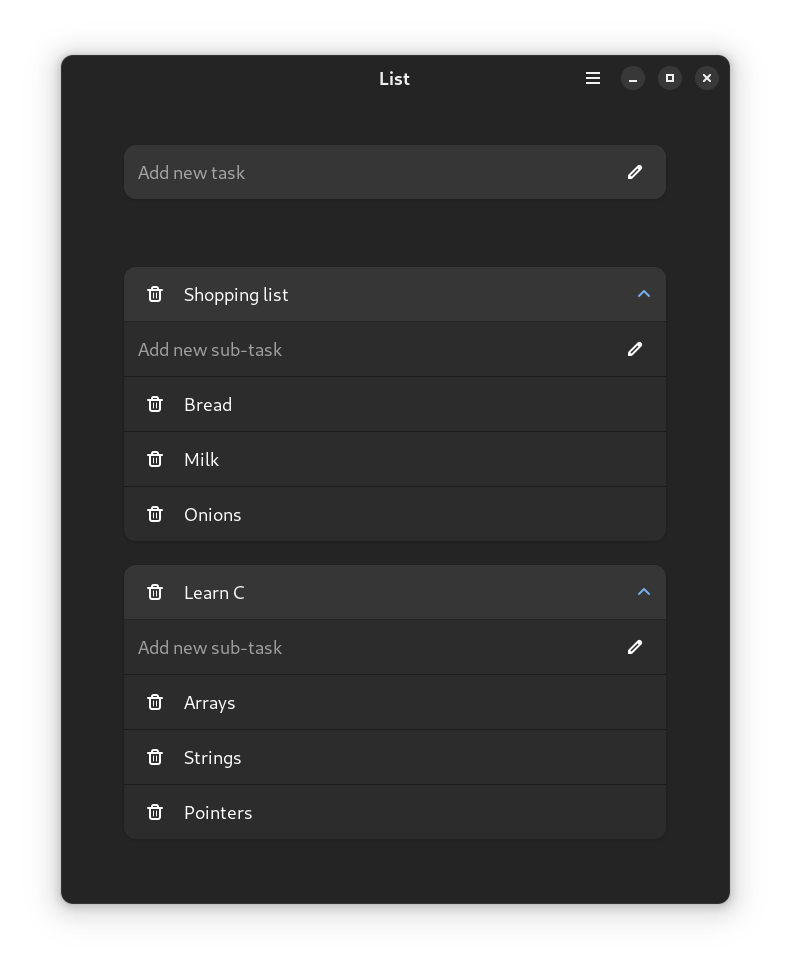 List
Add new task
Shopping list
Add new sub-task
Bread
Milk
Onions
Learn C
Add new sub-task
Arrays
Strings
Pointers